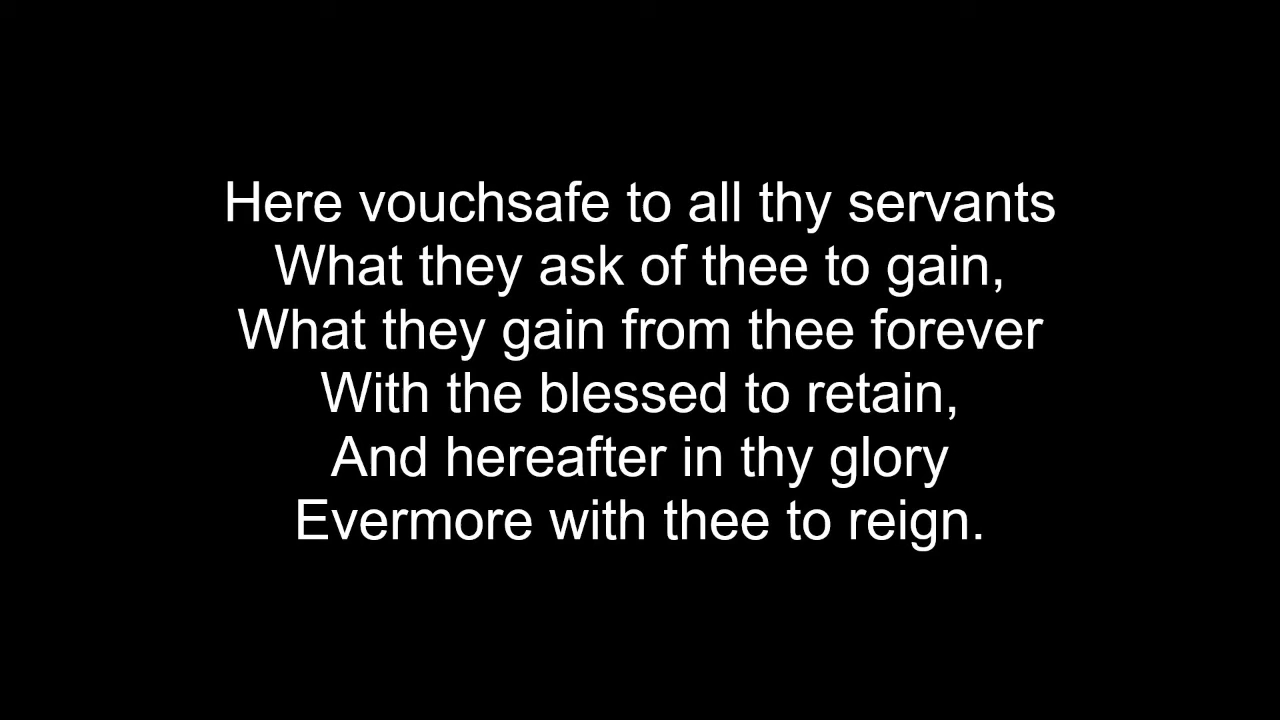 Here vouchsafe to all thy servants
What they ask of thee to gain,
What they gain from thee forever
With the blessed to retain,
And hereafter in thy glory
Evermore with thee to reign.